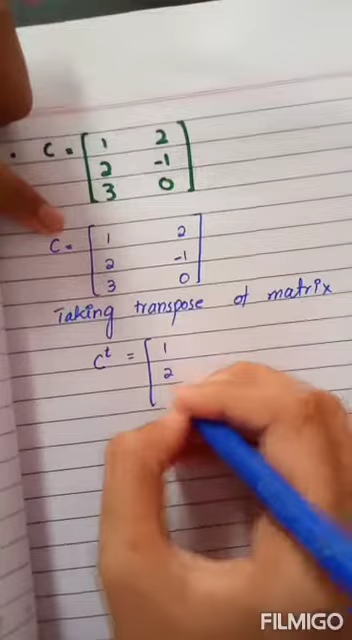 C = [ 1 2
2 -1
3 0 ]
C = [ 1 2
2 -1
3 0 ]
Taking transpose of matrix
Cᵗ = [ 1
2
FILMIGO